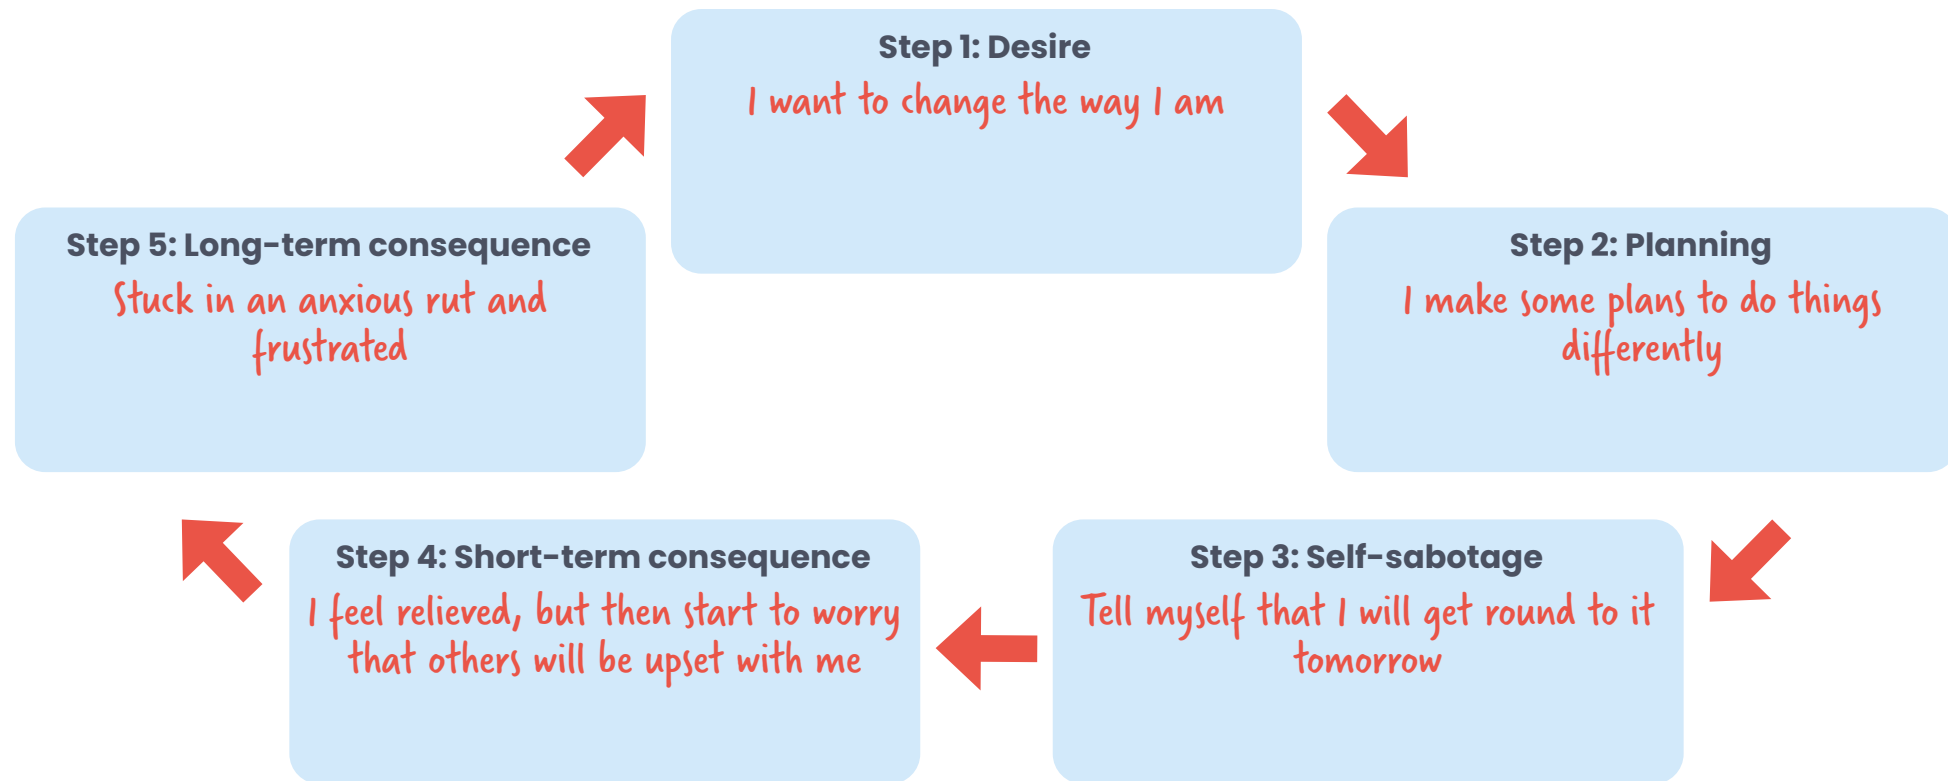 Step 1: Desire
I want to change the way I am
Step 2: Planning
I make some plans to do things
differently
Step 3: Self-sabotage
Tell myself that I will get round to it
tomorrow
Step 4: Short-term consequence
I feel relieved, but then start to worry
that others will be upset with me
Step 5: Long-term consequence
Stuck in an anxious rut and
frustrated